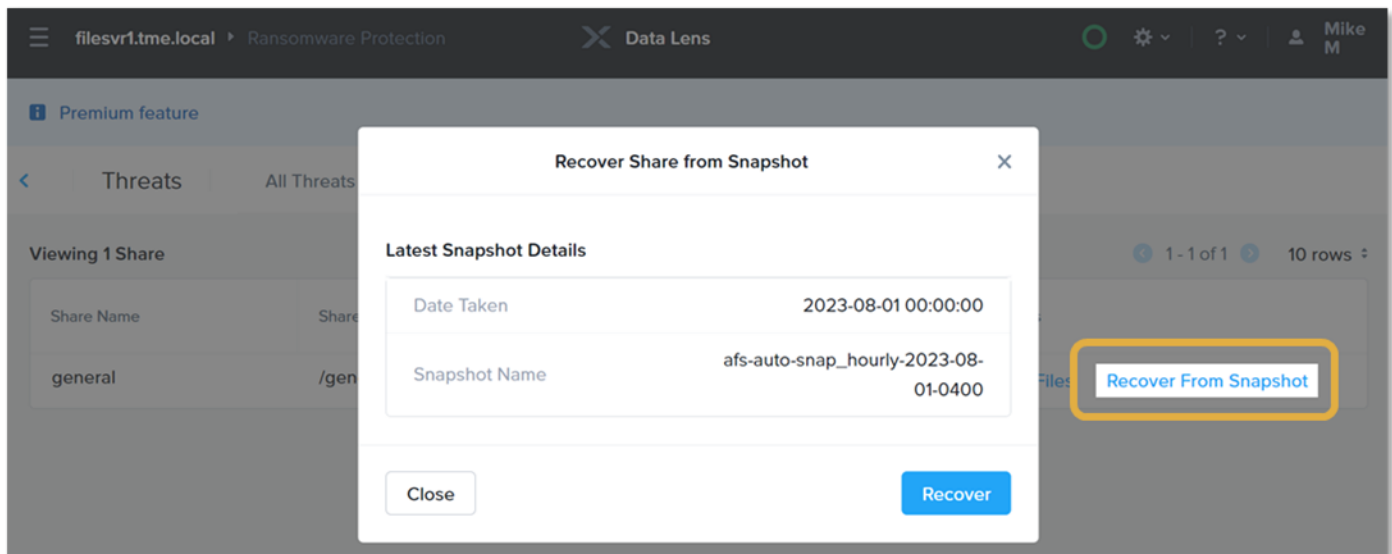 filesvr1.tme.local Ransomware Protection Data Lens ? Mike
M
Premium feature
Recover Share from Snapshot
Threats All Threats
Latest Snapshot Details
Viewing 1 Share 1 - 1 of 1 10 rows
Date Taken 2023-08-01 00:00:00
Share Name Share
afs-auto-snap_hourly-2023-08-
01-0400
Snapshot Name
general /gen Files Recover From Snapshot
Close Recover